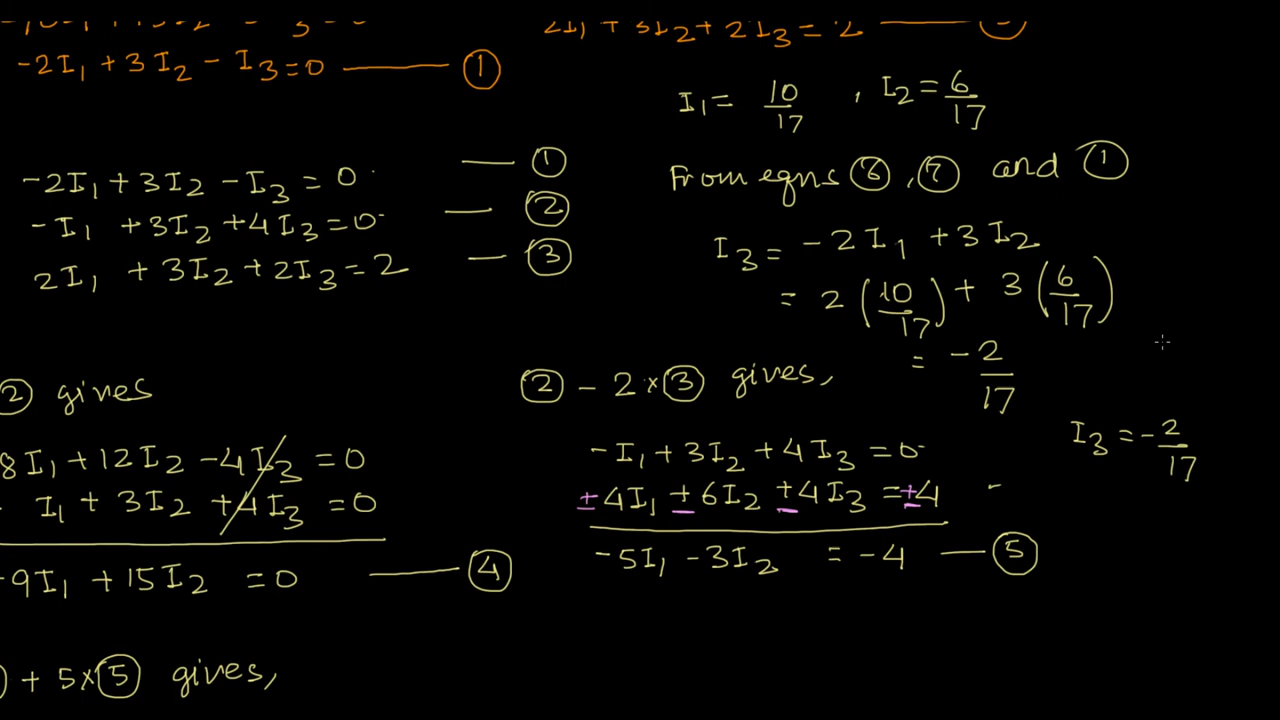 -2I₁ + 3I₂ - I₃ = 0 —— ①
2I₁ + 3I₂ + 2I₃ = 2
I₁ = 10/17 , I₂ = 6/17
-2I₁ + 3I₂ - I₃ = 0 — ①
-I₁ + 3I₂ + 4I₃ = 0 — ②
2I₁ + 3I₂ + 2I₃ = 2 — ③
From eqns ⑥ , ⑦ and ①
I₃ = -2I₁ + 3I₂
= 2(10/17) + 3(6/17)
= -2/17
I₃ = -2/17
② gives
8I₁ + 12I₂ - 4I₃ = 0
I₁ + 3I₂ + 4I₃ = 0
-9I₁ + 15I₂ = 0 —— ④
② - 2×③ gives,
-I₁ + 3I₂ + 4I₃ = 0
±4I₁ ± 6I₂ ± 4I₃ = ±4
-5I₁ - 3I₂ = -4 — ⑤
+ 5×⑤ gives,